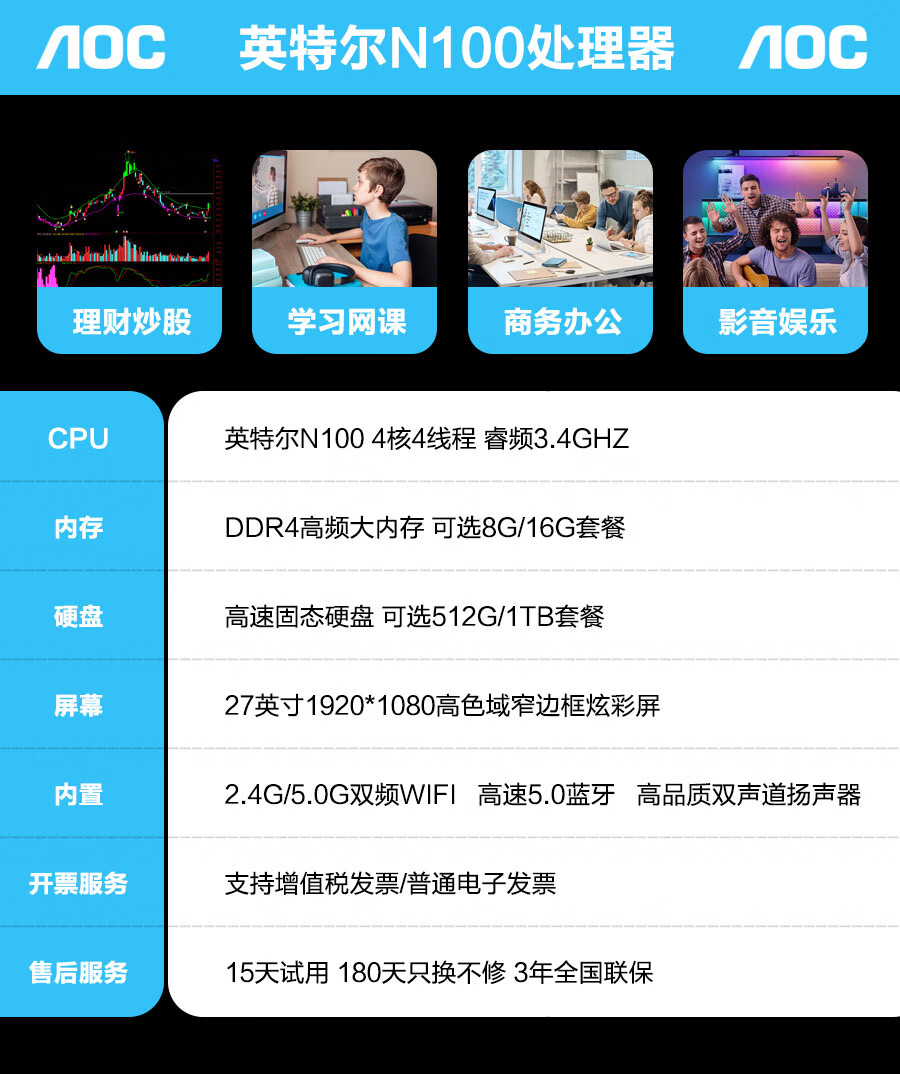 AOC 英特尔N100处理器 AOC
理财炒股 学习网课 商务办公 影音娱乐
CPU 英特尔N100 4核4线程 睿频3.4GHZ
内存 DDR4高频大内存 可选8G/16G套餐
硬盘 高速固态硬盘 可选512G/1TB套餐
屏幕 27英寸1920*1080高色域窄边框炫彩屏
内置 2.4G/5.0G双频WIFI 高速5.0蓝牙 高品质双声道扬声器
开票服务 支持增值税发票/普通电子发票
售后服务 15天试用 180天只换不修 3年全国联保